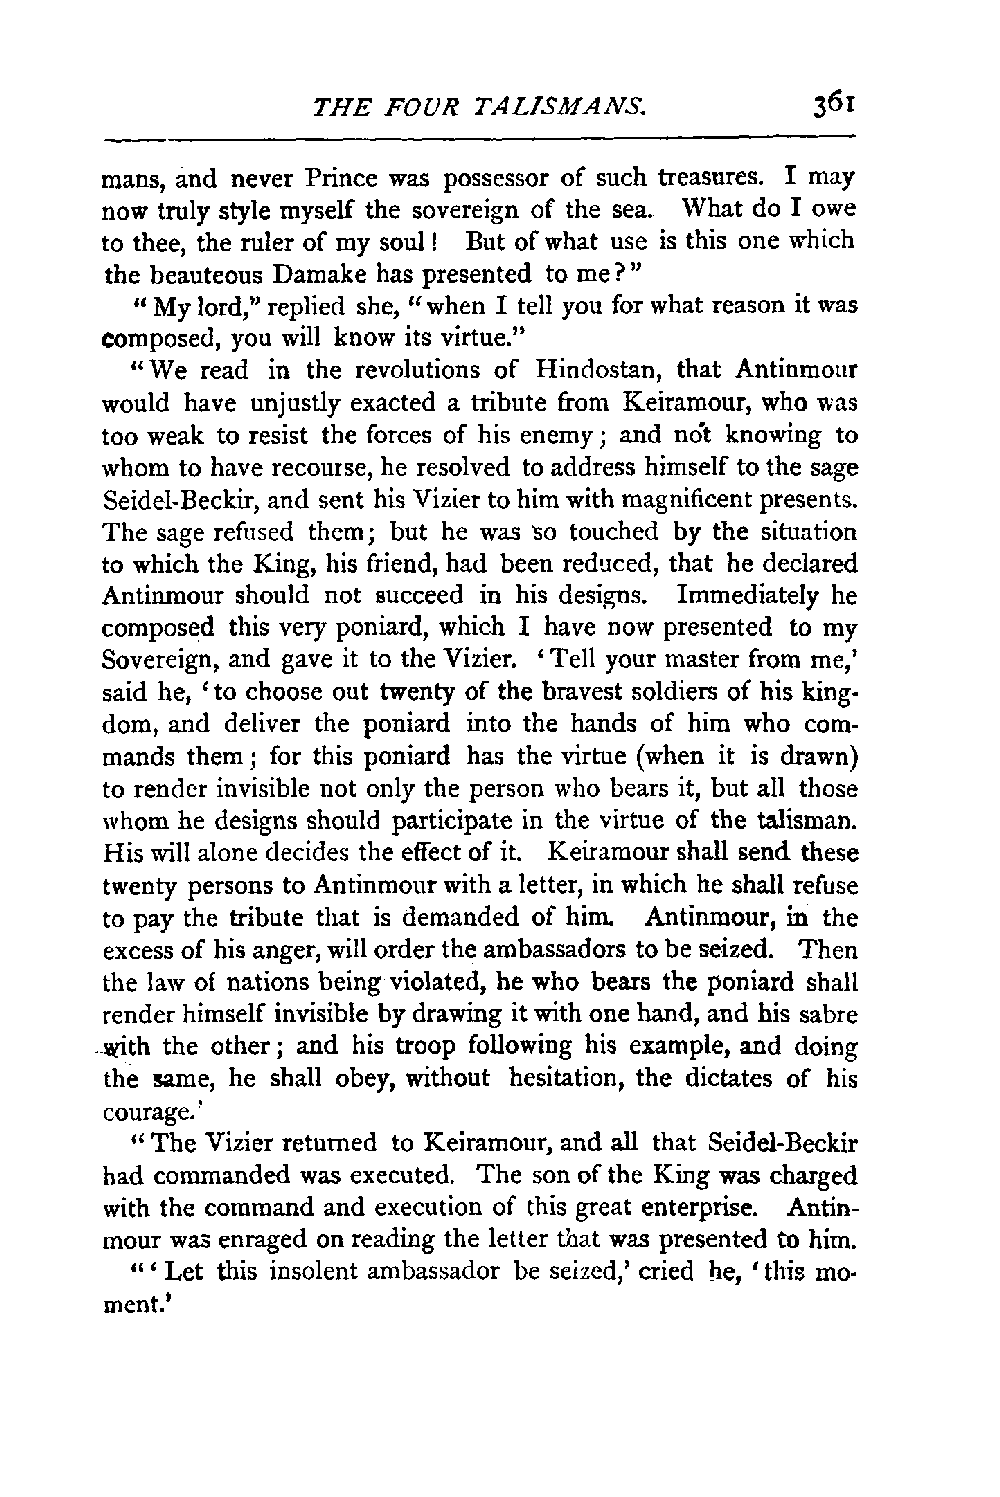 THE FOUR TALISMANS. 361
mans, and never Prince was possessor of such treasures. I may
now truly style myself the sovereign of the sea. What do I owe
to thee, the ruler of my soul! But of what use is this one which
the beauteous Damake has presented to me?"
"My lord," replied she, "when I tell you for what reason it was
composed, you will know its virtue."
"We read in the revolutions of Hindostan, that Antinmour
would have unjustly exacted a tribute from Keiramour, who was
too weak to resist the forces of his enemy; and not knowing to
whom to have recourse, he resolved to address himself to the sage
Seidel-Beckir, and sent his Vizier to him with magnificent presents.
The sage refused them; but he was so touched by the situation
to which the King, his friend, had been reduced, that he declared
Antinmour should not succeed in his designs. Immediately he
composed this very poniard, which I have now presented to my
Sovereign, and gave it to the Vizier. 'Tell your master from me,'
said he, 'to choose out twenty of the bravest soldiers of his king-
dom, and deliver the poniard into the hands of him who com-
mands them; for this poniard has the virtue (when it is drawn)
to render invisible not only the person who bears it, but all those
whom he designs should participate in the virtue of the talisman.
His will alone decides the effect of it. Keiramour shall send these
twenty persons to Antinmour with a letter, in which he shall refuse
to pay the tribute that is demanded of him. Antinmour, in the
excess of his anger, will order the ambassadors to be seized. Then
the law of nations being violated, he who bears the poniard shall
render himself invisible by drawing it with one hand, and his sabre
with the other; and his troop following his example, and doing
the same, he shall obey, without hesitation, the dictates of his
courage.'
"The Vizier returned to Keiramour, and all that Seidel-Beckir
had commanded was executed. The son of the King was charged
with the command and execution of this great enterprise. Antin-
mour was enraged on reading the letter that was presented to him.
"'Let this insolent ambassador be seized,' cried he, 'this mo-
ment.'